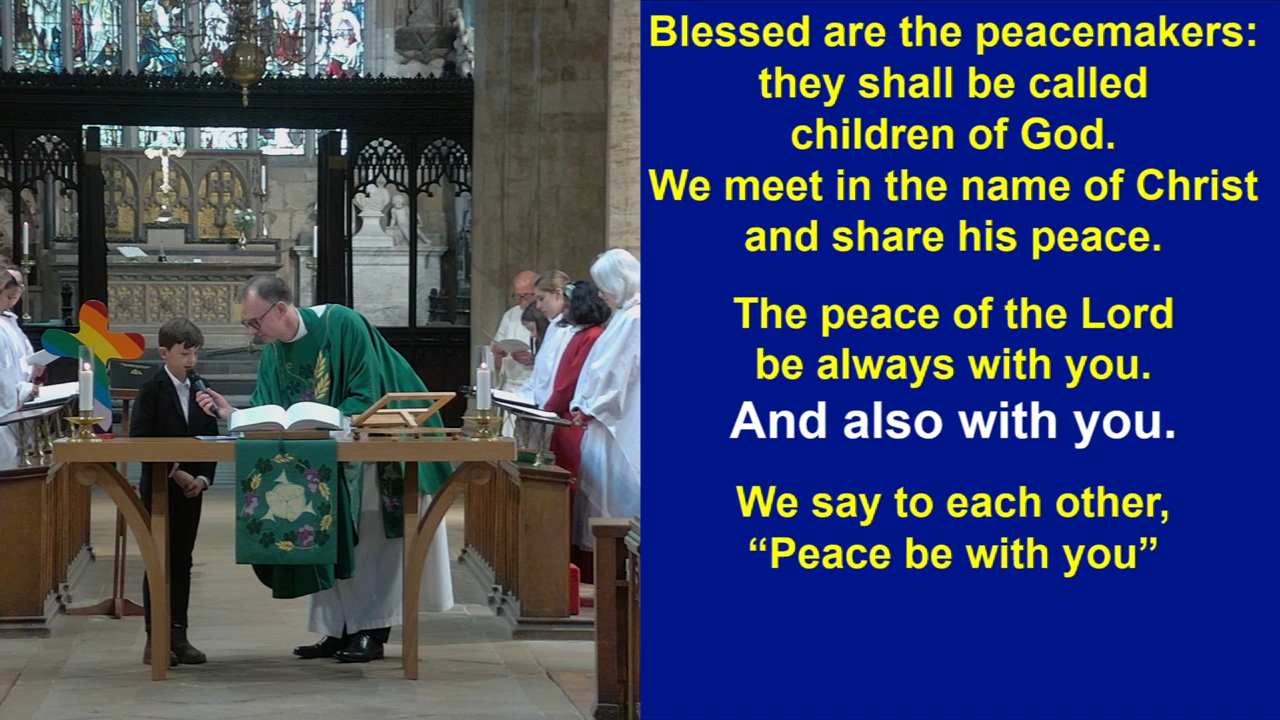 Blessed are the peacemakers:
they shall be called
children of God.
We meet in the name of Christ
and share his peace.
The peace of the Lord
be always with you.
And also with you.
We say to each other,
“Peace be with you”